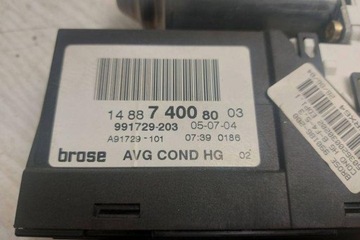 14 88 7 400 80 03
991729-203 05-07-04
A91729-101 07:39 0186
brose AVG COND HG 02